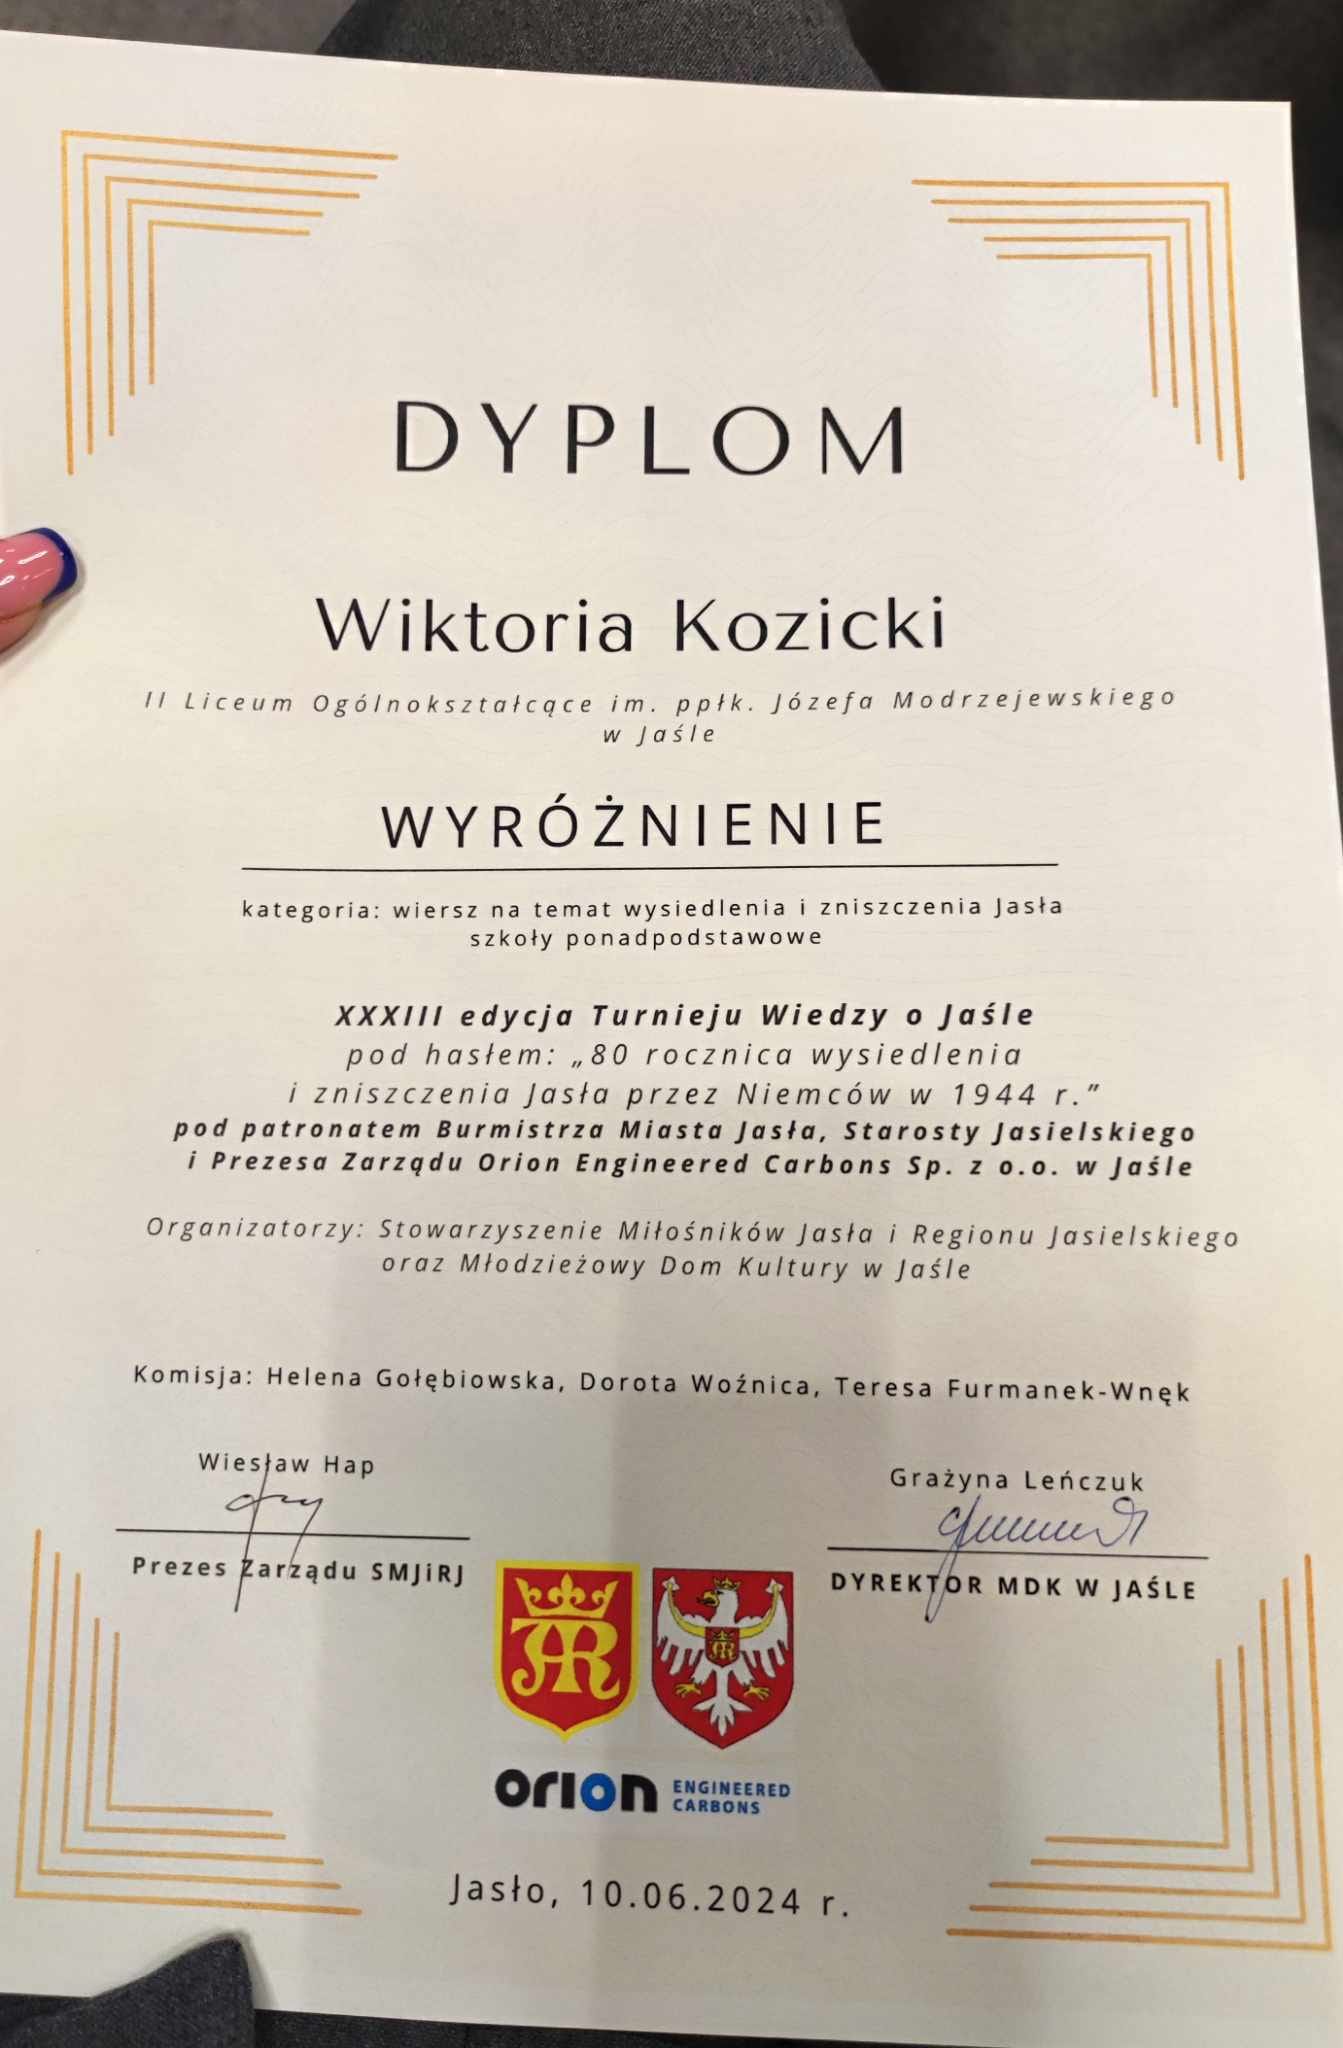 DYPLOM
Wiktoria Kozicki
II Liceum Ogólnokształcące im. ppłk. Józefa Modrzejewskiego
w Jaśle
WYRÓŻNIENIE
kategoria: wiersz na temat wysiedlenia i zniszczenia Jasła
szkoły ponadpodstawowe
XXXIII edycja Turnieju Wiedzy o Jaśle
pod hasłem: „80 rocznica wysiedlenia
i zniszczenia Jasła przez Niemców w 1944 r.”
pod patronatem Burmistrza Miasta Jasła, Starosty Jasielskiego
i Prezesa Zarządu Orion Engineered Carbons Sp. z o.o. w Jaśle
Organizatorzy: Stowarzyszenie Miłośników Jasła i Regionu Jasielskiego
oraz Młodzieżowy Dom Kultury w Jaśle
Komisja: Helena Gołębiowska, Dorota Woźnica, Teresa Furmanek-Wnęk
Wiesław Hap
Prezes Zarządu SMJiRJ
Grażyna Leńczuk
DYREKTOR MDK W JAŚLE
AR
AR
orion ENGINEERED
CARBONS
Jasło, 10.06.2024 r.